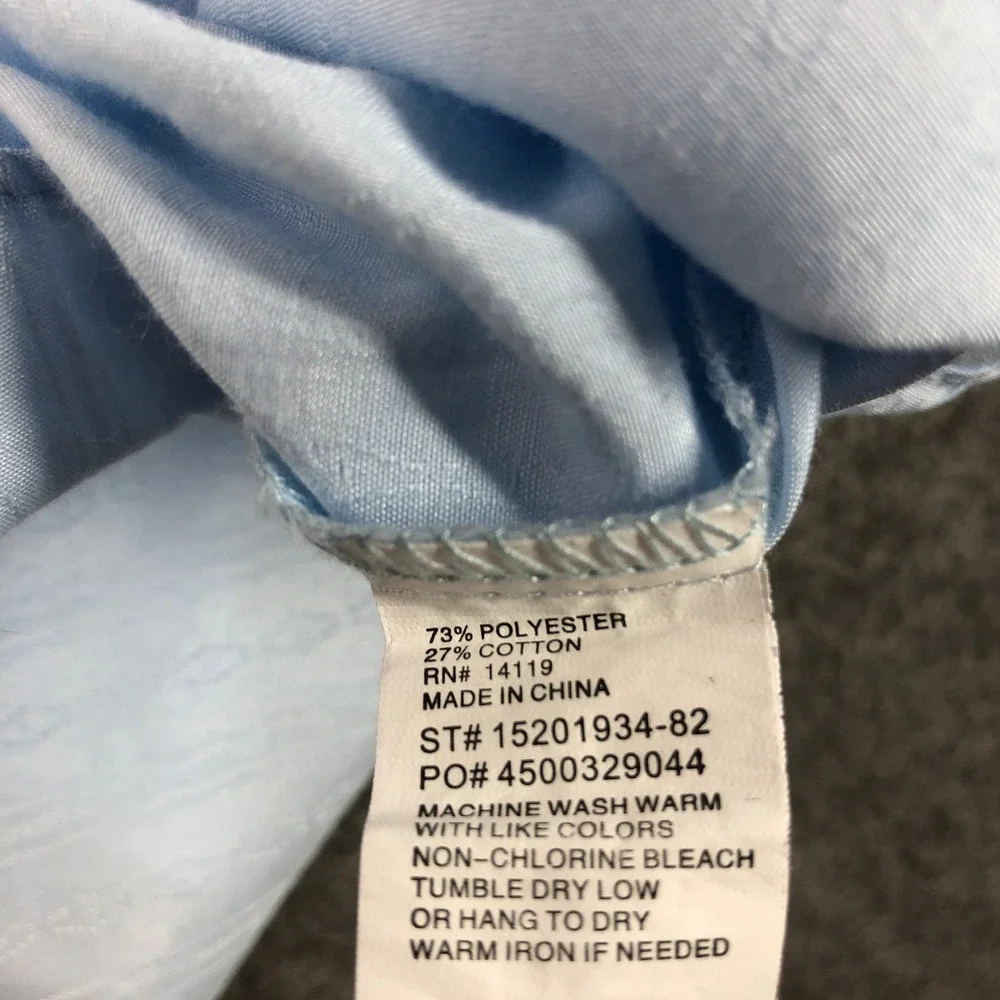 73% POLYESTER
27% COTTON
RN# 14119
MADE IN CHINA
ST# 15201934-82
PO# 4500329044
MACHINE WASH WARM
WITH LIKE COLORS
NON-CHLORINE BLEACH
TUMBLE DRY LOW
OR HANG TO DRY
WARM IRON IF NEEDED